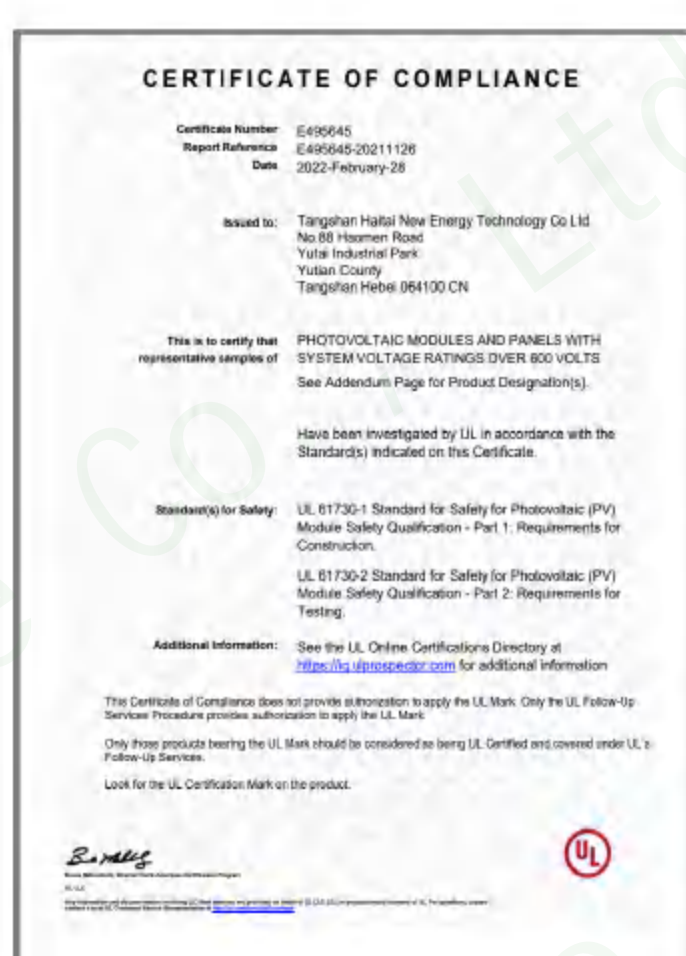 CERTIFICATE OF COMPLIANCE
Certificate Number E495645
Report Reference E495645-20211126
Date 2022-February-28
Issued to: Tangshan Haitai New Energy Technology Co Ltd
No.88 Haomen Road
Yutai Industrial Park
Yutian County
Tangshan Hebei 064100 CN
This is to certify that PHOTOVOLTAIC MODULES AND PANELS WITH
representative samples of SYSTEM VOLTAGE RATINGS OVER 600 VOLTS
See Addendum Page for Product Designation(s).
Have been investigated by UL in accordance with the
Standard(s) indicated on this Certificate.
Standard(s) for Safety: UL 61730-1 Standard for Safety for Photovoltaic (PV)
Module Safety Qualification - Part 1: Requirements for
Construction.
UL 61730-2 Standard for Safety for Photovoltaic (PV)
Module Safety Qualification - Part 2: Requirements for
Testing.
Additional Information: See the UL Online Certifications Directory at
https://iq.ulprospector.com for additional information
This Certificate of Compliance does not provide authorization to apply the UL Mark. Only the UL Follow-Up
Services Procedure provides authorization to apply the UL Mark.
Only those products bearing the UL Mark should be considered as being UL Certified and covered under UL's
Follow-Up Services.
Look for the UL Certification Mark on the product.
UL
Co., Ltd